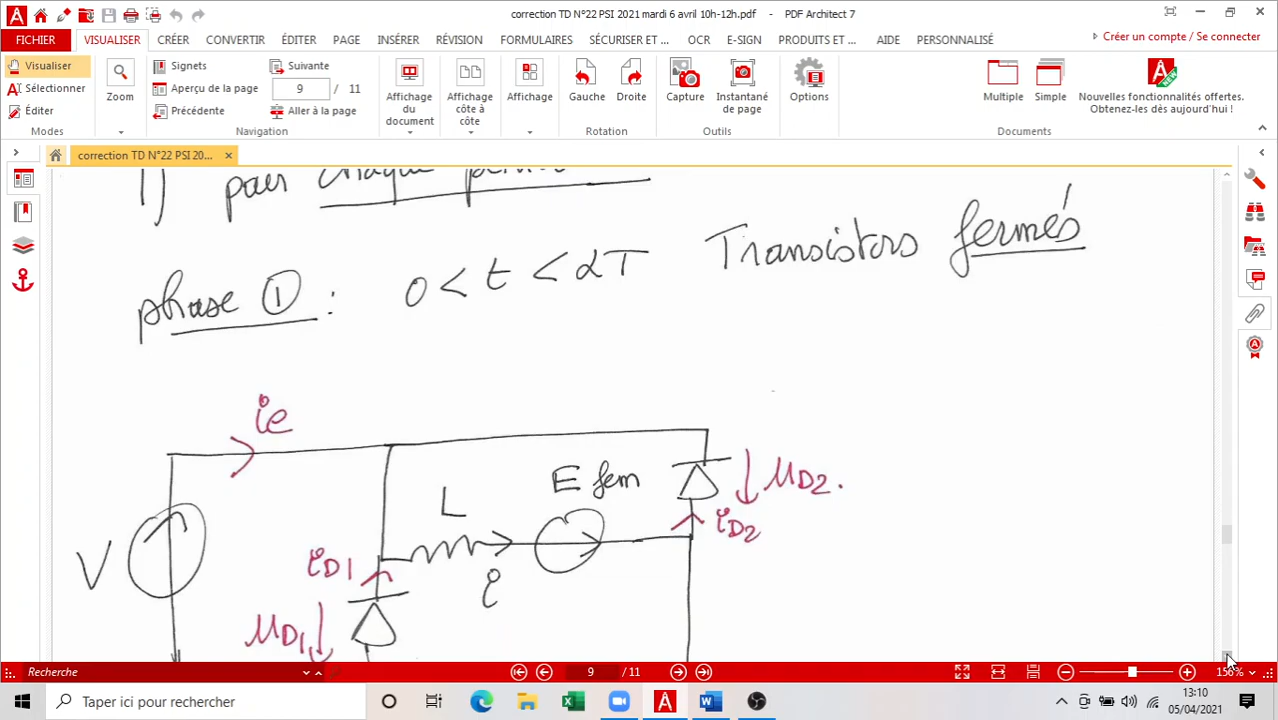 correction TD N°22 PSI 2021 mardi 6 avril 10h-12h.pdf - PDF Architect 7
FICHIER VISUALISER CRÉER CONVERTIR ÉDITER PAGE INSÉRER RÉVISION FORMULAIRES SÉCURISER ET ... OCR E-SIGN PRODUITS ET ... AIDE PERSONNALISÉ Créer un compte / Se connecter
Visualiser
Sélectionner
Éditer
Modes
Zoom
Signets
Aperçu de la page
Précédente
Suivante
9 / 11
Aller à la page
Navigation
Affichage du document
Affichage côte à côte
Affichage
Gauche
Droite
Rotation
Capture
Instantané de page
Outils
Options
Multiple
Simple
Documents
Nouvelles fonctionnalités offertes.
Obtenez-les dès aujourd'hui !
correction TD N°22 PSI 20...
1) pour chaque
phase ① : 0 < t < αT Transistors fermés
ie
E fem
uD2.
L
iD2
V
iD1
i
uD1
Recherche
9 / 11
156%
Taper ici pour rechercher
13:10
05/04/2021